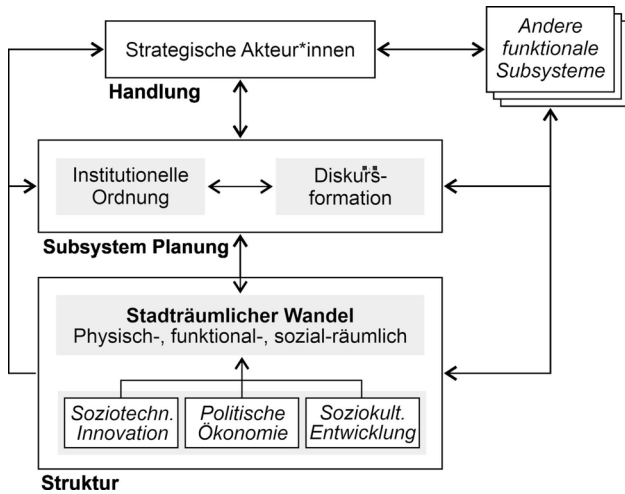 Strategische Akteur*innen
Andere
funktionale
Subsysteme
Handlung
Institutionelle
Ordnung
Diskurs-
formation
Subsystem Planung
Stadträumlicher Wandel
Physisch-, funktional-, sozial-räumlich
Soziotechn.
Innovation
Politische
Ökonomie
Soziokult.
Entwicklung
Struktur